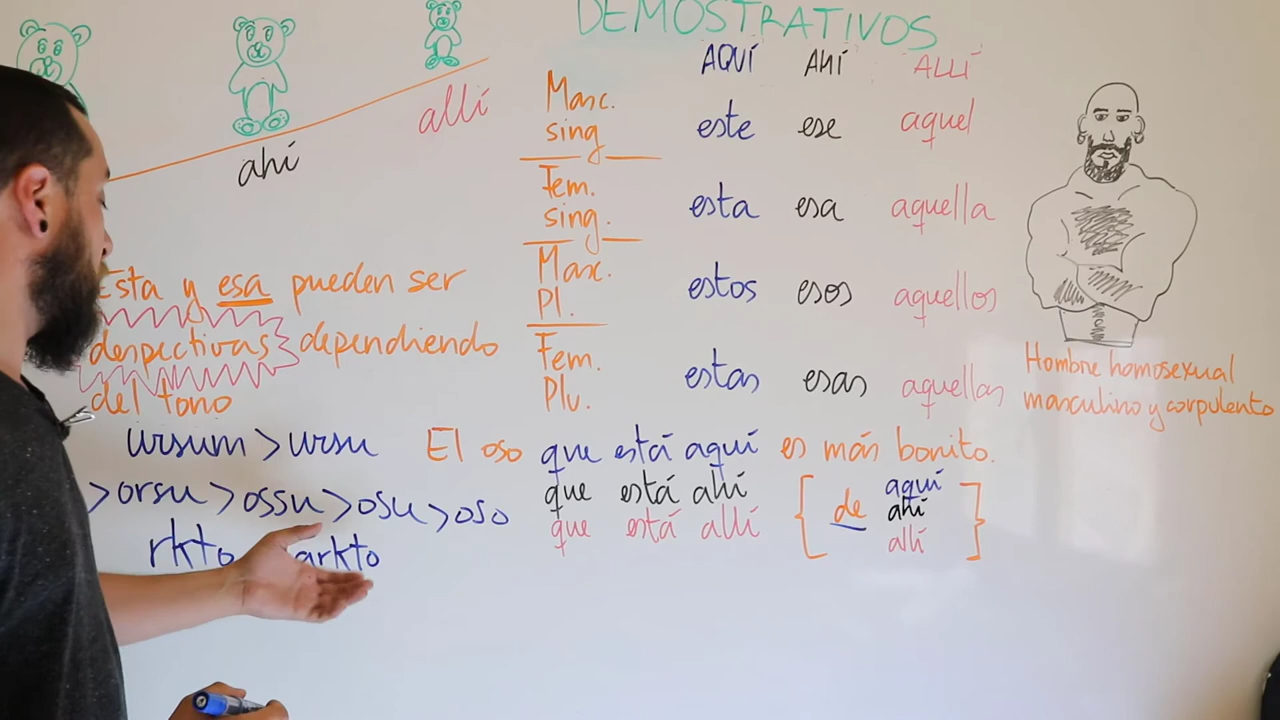 DEMOSTRATIVOS
AQUÍ AHÍ ALLÍ
ahí
allí
Masc. sing este ese aquel
Fem. sing. esta esa aquella
Masc. Pl. estos esos aquellos
Fem. Plu. estas esas aquellas
Esta y esa pueden ser
despectivas dependiendo
del tono
Hombre homosexual
masculino y corpulento
ursum > ursu
> orsu > ossu > osu > oso
rkto arkto
El oso que está aquí es más bonito.
que está ahí
que está allí
[de aquí
ahí
allí]